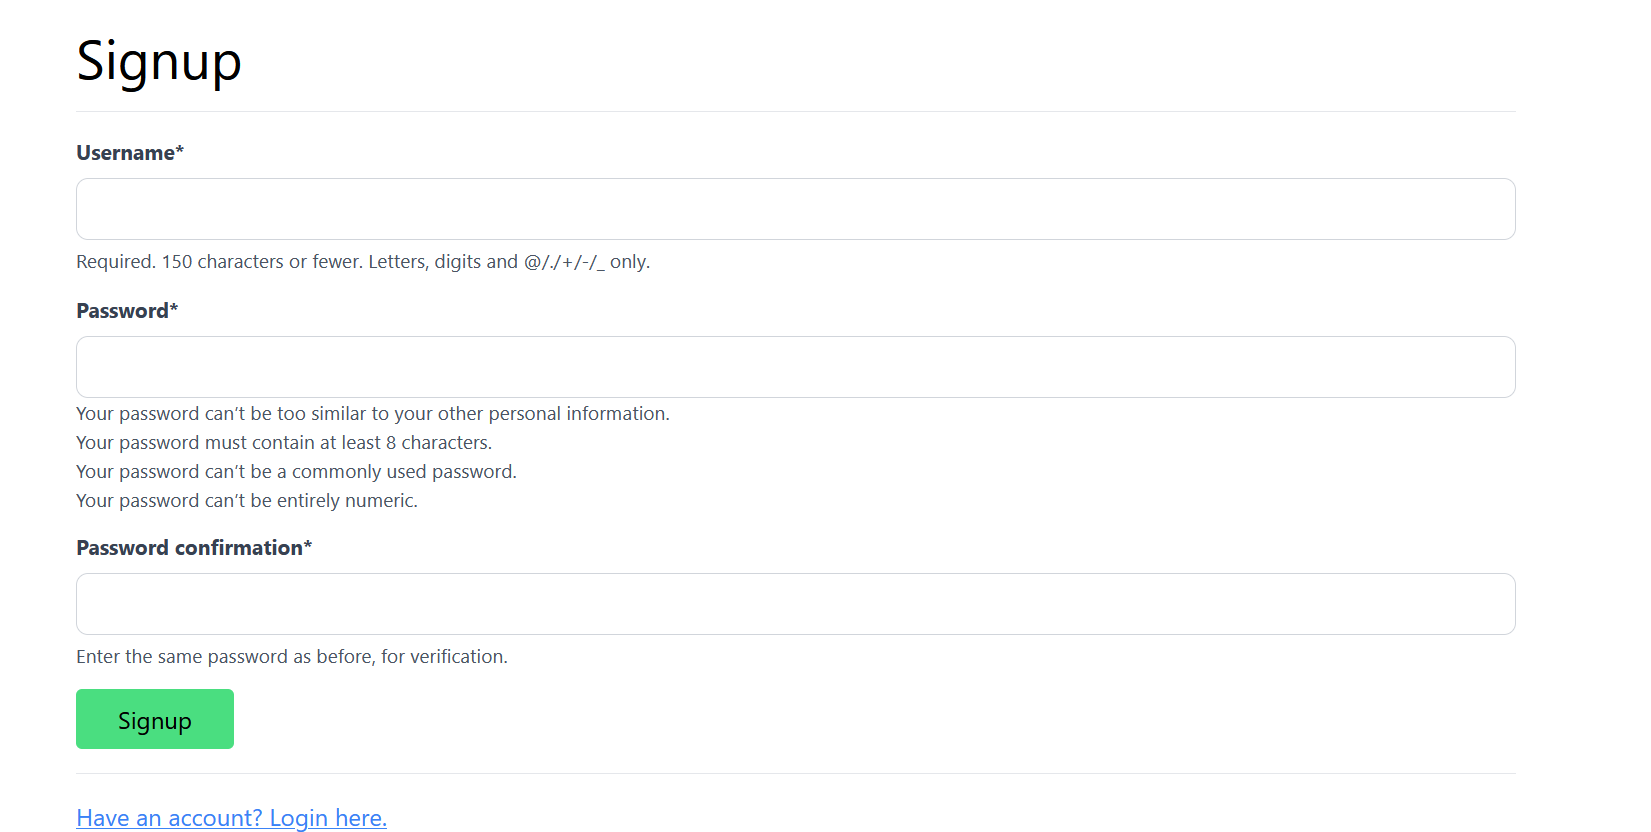 Signup
Username*
Required. 150 characters or fewer. Letters, digits and @/./+/-/_ only.
Password*
Your password can’t be too similar to your other personal information.
Your password must contain at least 8 characters.
Your password can’t be a commonly used password.
Your password can’t be entirely numeric.
Password confirmation*
Enter the same password as before, for verification.
Signup
Have an account? Login here.